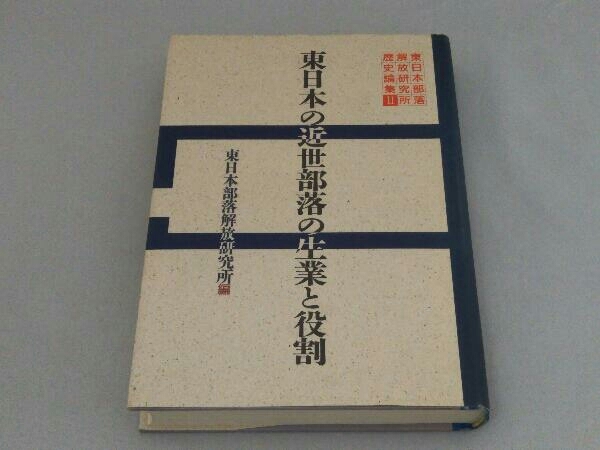 東日本部落
解放研究所
歴史論集II
東日本の近世部落の生業と役割
東日本部落解放研究所編